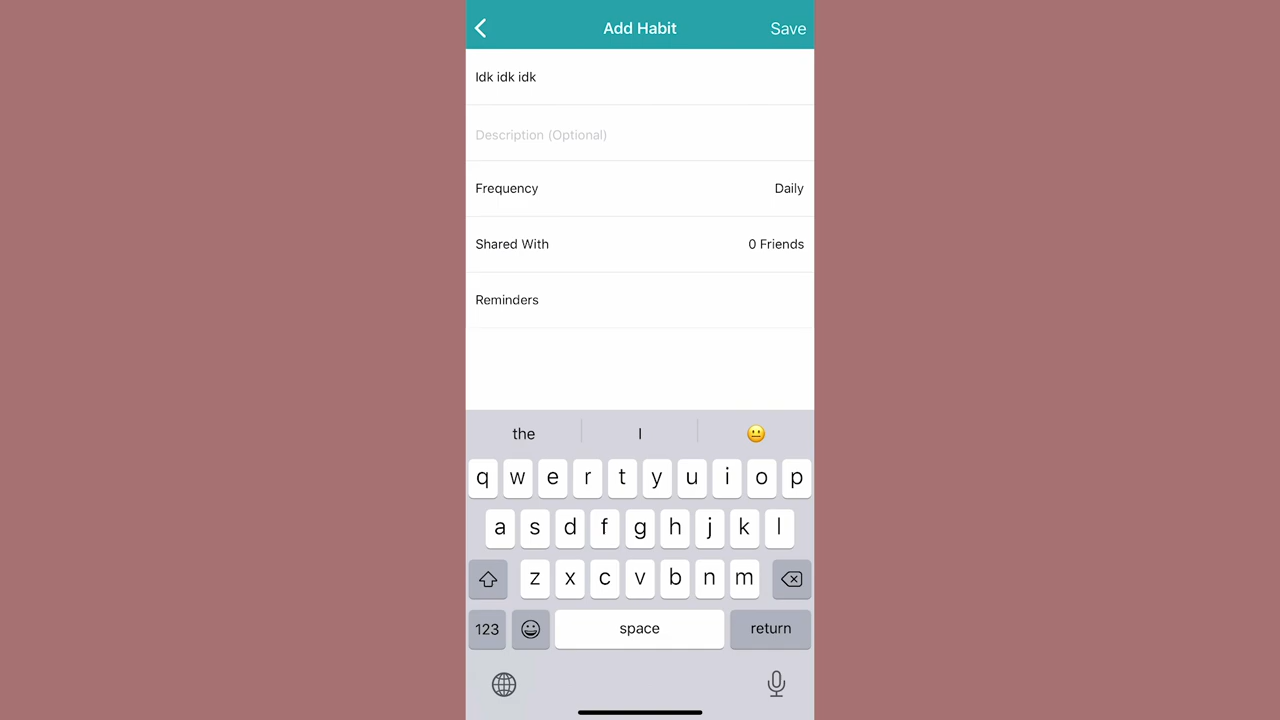 Add Habit Save
Idk idk idk
Description (Optional)
Frequency Daily
Shared With 0 Friends
Reminders
the I 😐
q w e r t y u i o p
a s d f g h j k l
z x c v b n m
123 space return